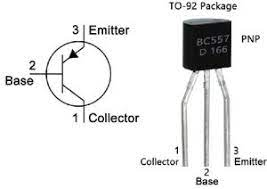 TO-92 Package
3 Emitter
2
Base
1
Collector
BC557
D 166
PNP
1
Collector
2
Base
3
Emitter